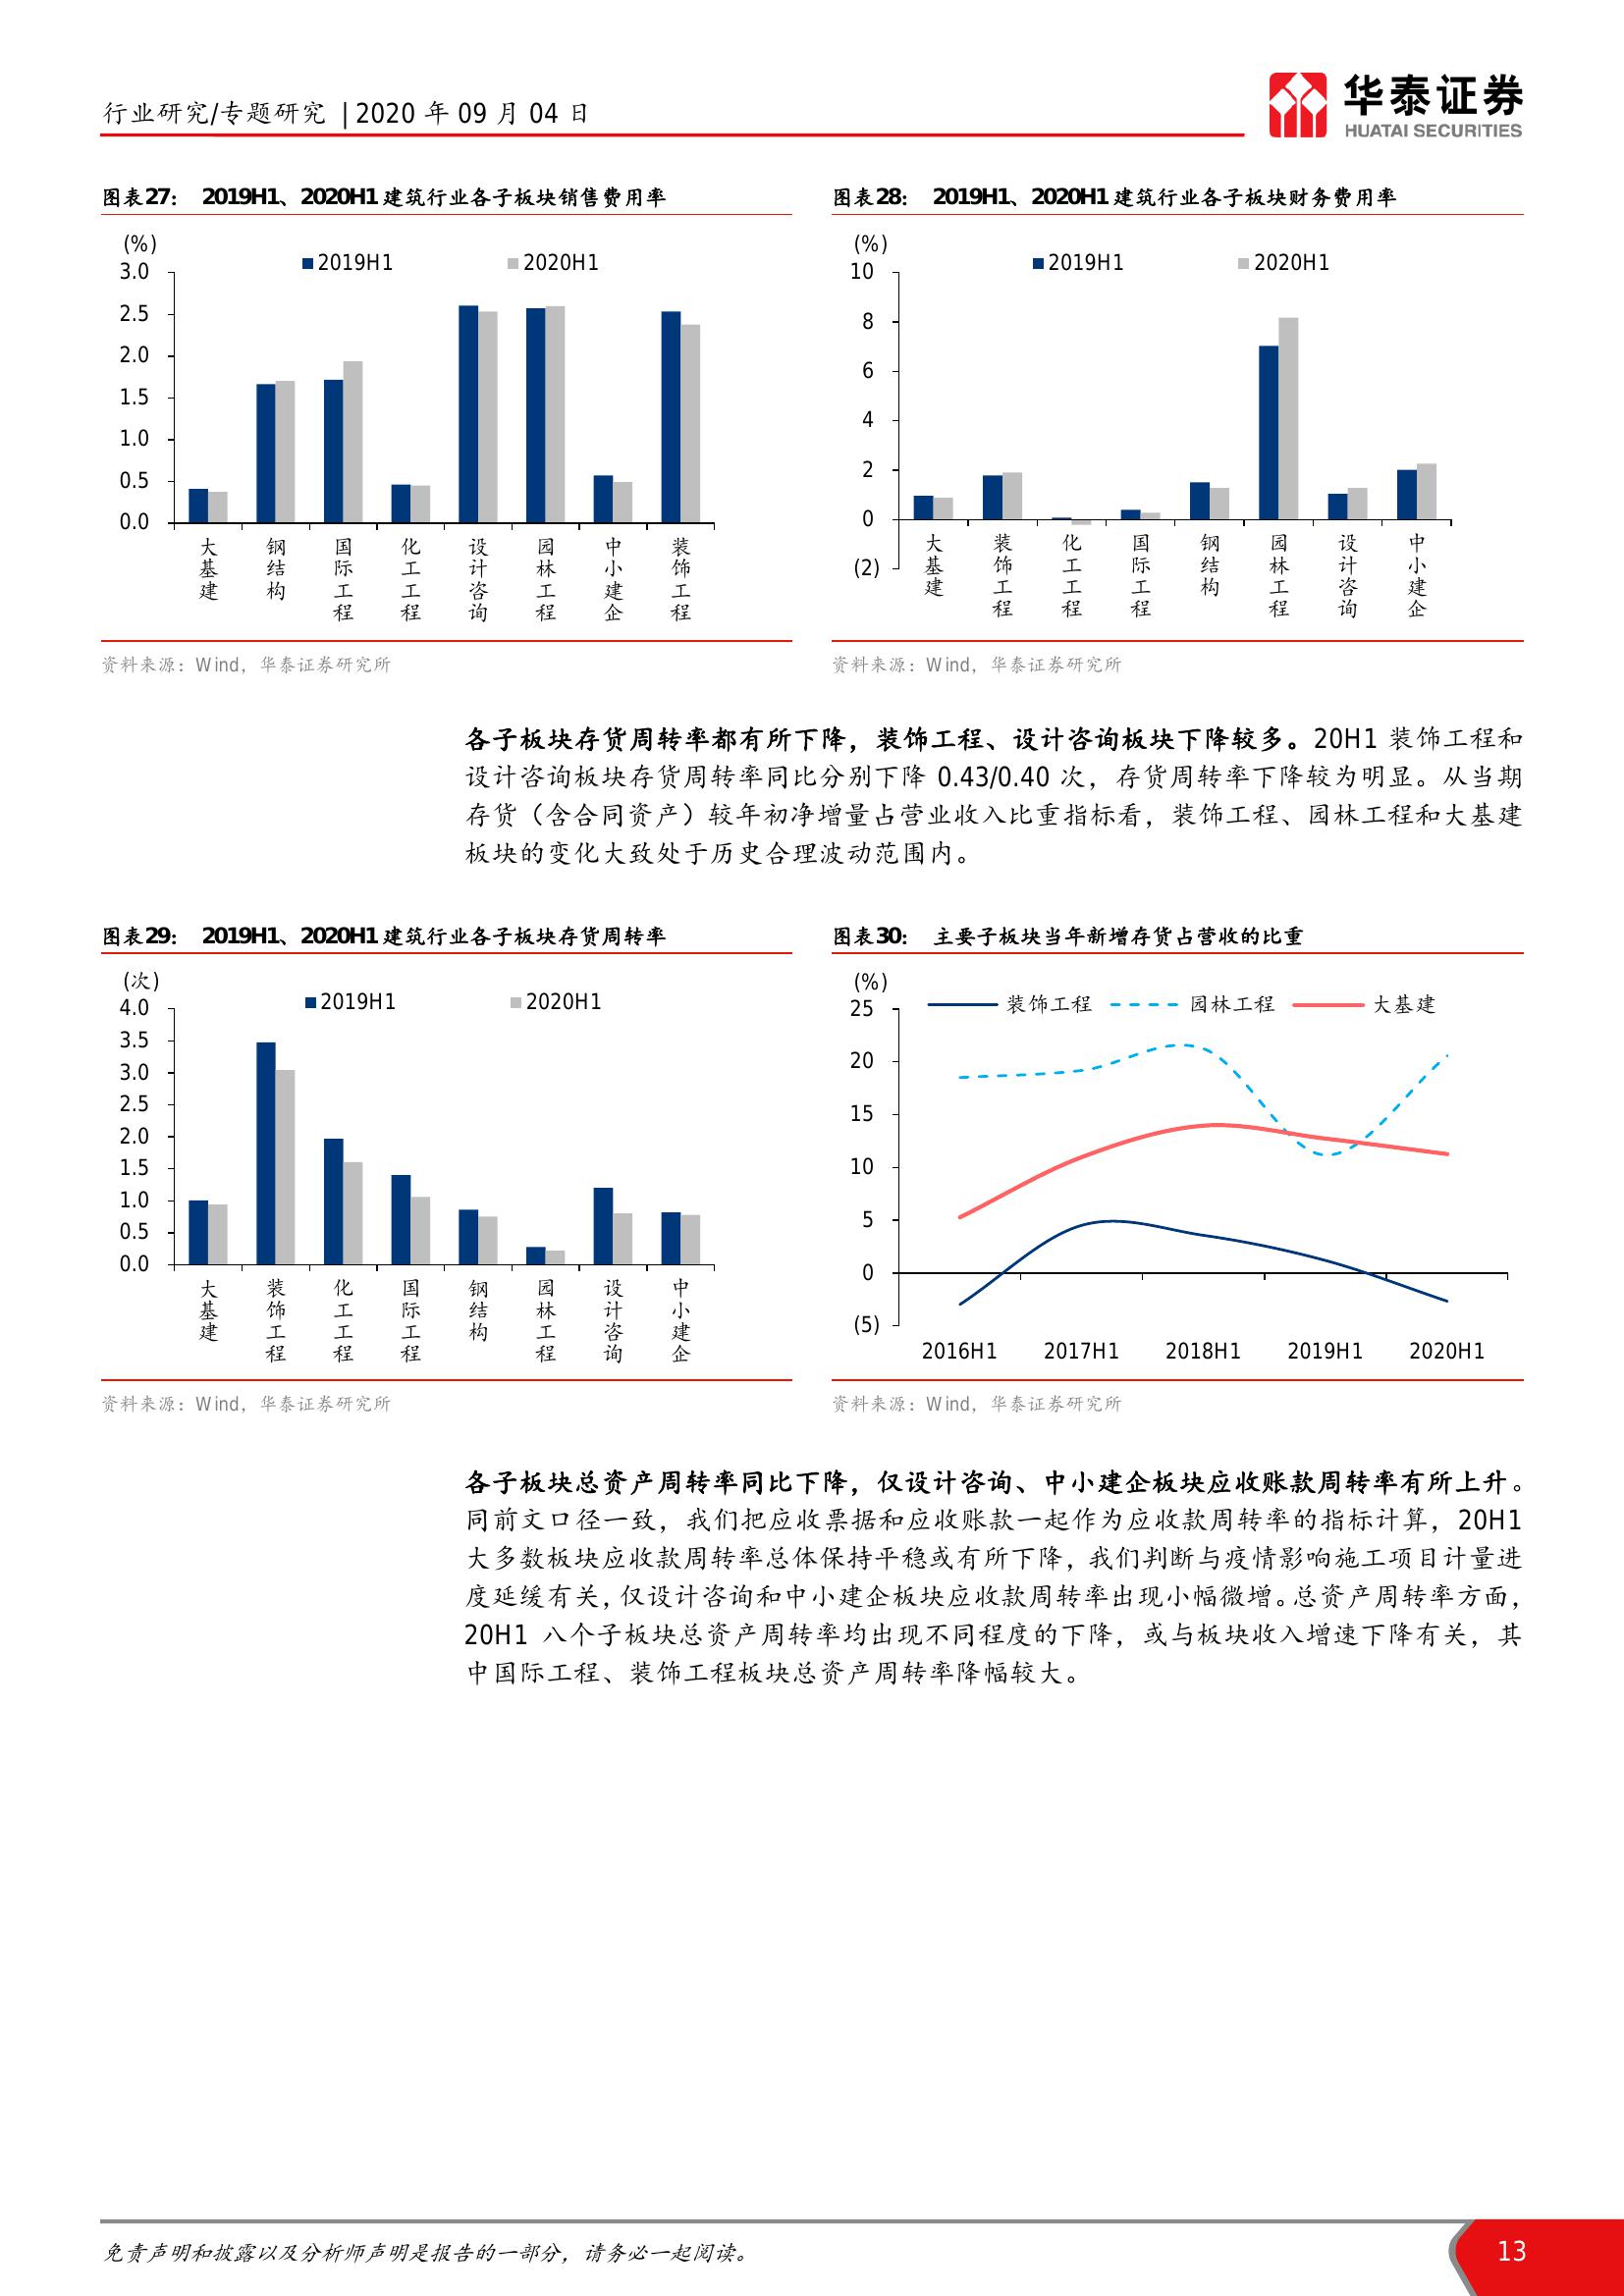 行业研究/专题研究 | 2020 年 09 月 04 日
华泰证券
HUATAI SECURITIES
图表27： 2019H1、2020H1 建筑行业各子板块销售费用率
(%)
2019H1 2020H1
3.0
2.5
2.0
1.5
1.0
0.5
0.0
大基建 钢结构 国际工程 化工工程 设计咨询 园林工程 中小建企 装饰工程
资料来源：Wind，华泰证券研究所
图表28： 2019H1、2020H1 建筑行业各子板块财务费用率
(%)
2019H1 2020H1
10
8
6
4
2
0
(2)
大基建 装饰工程 化工工程 国际工程 钢结构 园林工程 设计咨询 中小建企
资料来源：Wind，华泰证券研究所
各子板块存货周转率都有所下降，装饰工程、设计咨询板块下降较多。20H1 装饰工程和
设计咨询板块存货周转率同比分别下降 0.43/0.40 次，存货周转率下降较为明显。从当期
存货（含合同资产）较年初净增量占营业收入比重指标看，装饰工程、园林工程和大基建
板块的变化大致处于历史合理波动范围内。
图表29： 2019H1、2020H1 建筑行业各子板块存货周转率
(次)
2019H1 2020H1
4.0
3.5
3.0
2.5
2.0
1.5
1.0
0.5
0.0
大基建 装饰工程 化工工程 国际工程 钢结构 园林工程 设计咨询 中小建企
资料来源：Wind，华泰证券研究所
图表30： 主要子板块当年新增存货占营收的比重
(%)
装饰工程 园林工程 大基建
25
20
15
10
5
0
(5)
2016H1 2017H1 2018H1 2019H1 2020H1
资料来源：Wind，华泰证券研究所
各子板块总资产周转率同比下降，仅设计咨询、中小建企板块应收账款周转率有所上升。
同前文口径一致，我们把应收票据和应收账款一起作为应收款周转率的指标计算，20H1
大多数板块应收款周转率总体保持平稳或有所下降，我们判断与疫情影响施工项目计量进
度延缓有关，仅设计咨询和中小建企板块应收款周转率出现小幅微增。总资产周转率方面，
20H1 八个子板块总资产周转率均出现不同程度的下降，或与板块收入增速下降有关，其
中国际工程、装饰工程板块总资产周转率降幅较大。
免责声明和披露以及分析师声明是报告的一部分，请务必一起阅读。
13